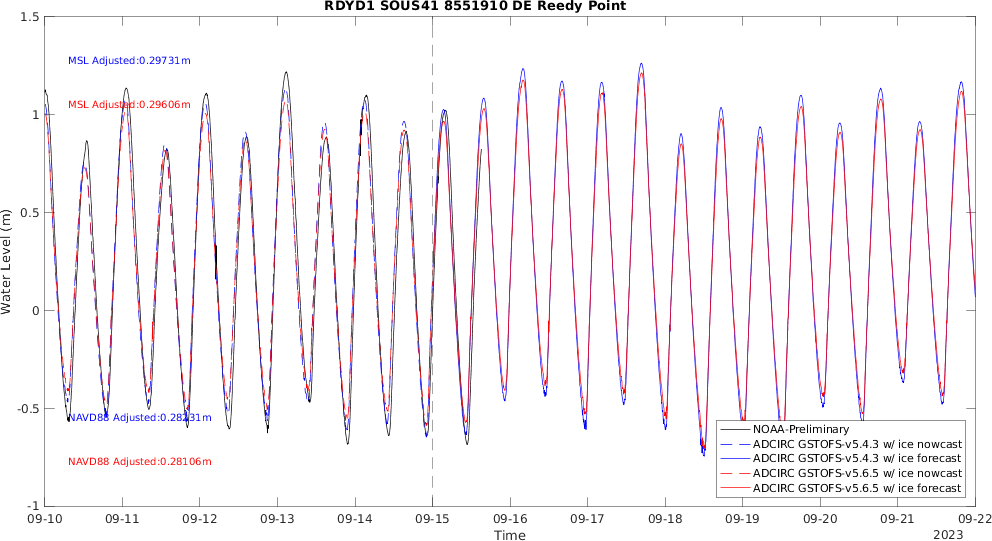 RDYD1 SOUS41 8551910 DE Reedy Point
1.5
1
0.5
0
-0.5
-1
Water Level (m)
MSL Adjusted:0.29731m
MSL Adjusted:0.29606m
NAVD88 Adjusted:0.28231m
NAVD88 Adjusted:0.28106m
NOAA-Preliminary
ADCIRC GSTOFS-v5.4.3 w/ ice nowcast
ADCIRC GSTOFS-v5.4.3 w/ ice forecast
ADCIRC GSTOFS-v5.6.5 w/ ice nowcast
ADCIRC GSTOFS-v5.6.5 w/ ice forecast
09-10 09-11 09-12 09-13 09-14 09-15 09-16 09-17 09-18 09-19 09-20 09-21 09-22
Time
2023